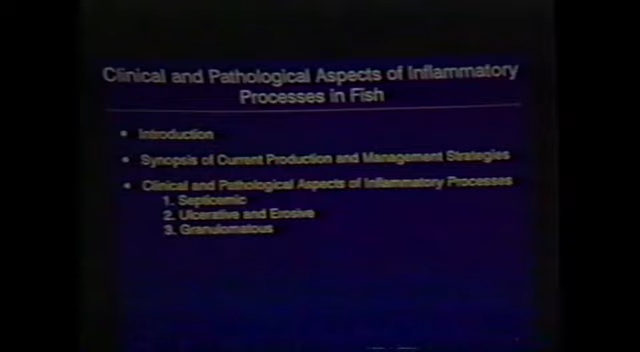 Clinical and Pathological Aspects of Inflammatory
Processes in Fish
• Introduction
• Synopsis of Current Production and Management Strategies
• Clinical and Pathological Aspects of Inflammatory Processes
1. Septicemic
2. Ulcerative and Erosive
3. Granulomatous